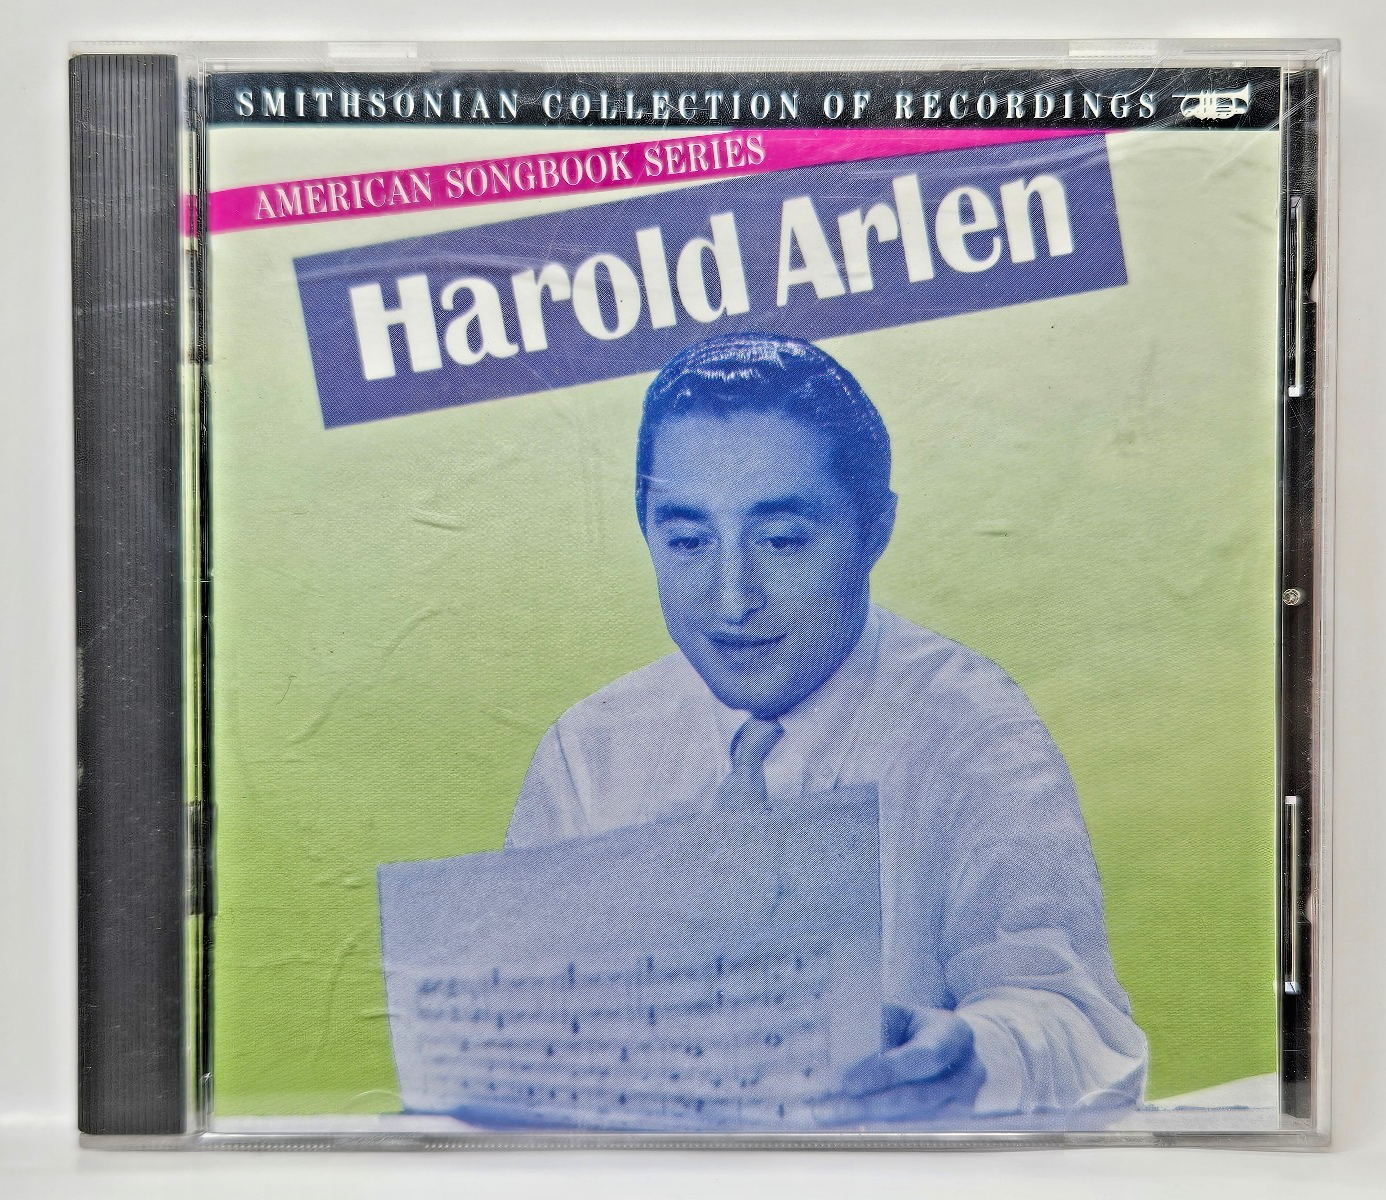 SMITHSONIAN COLLECTION OF RECORDINGS
AMERICAN SONGBOOK SERIES
Harold Arlen